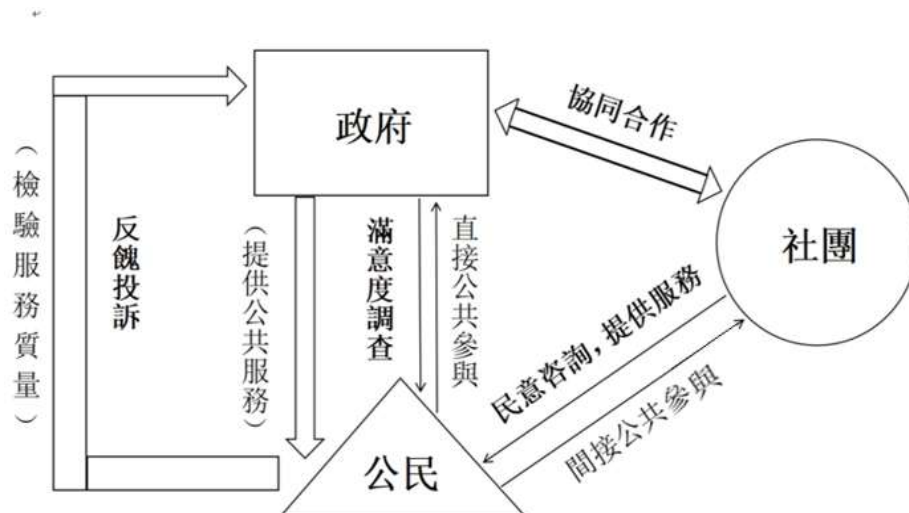 政府
協同合作
社團
（檢驗服務質量）
反餽投訴
（提供公共服務）
滿意度調查
直接公共參與
民意咨詢，提供服務
間接公共參與
公民